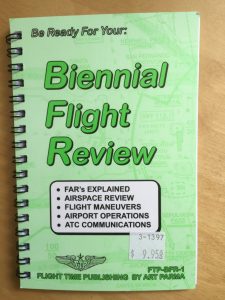 Be Ready For Your:
Biennial
Flight
Review
• FAR's EXPLAINED
• AIRSPACE REVIEW
• FLIGHT MANEUVERS
• AIRPORT OPERATIONS
• ATC COMMUNICATIONS
3-1397
$ 9.95
FTP-BFR-1
FLIGHT TIME PUBLISHING BY ART PARMA